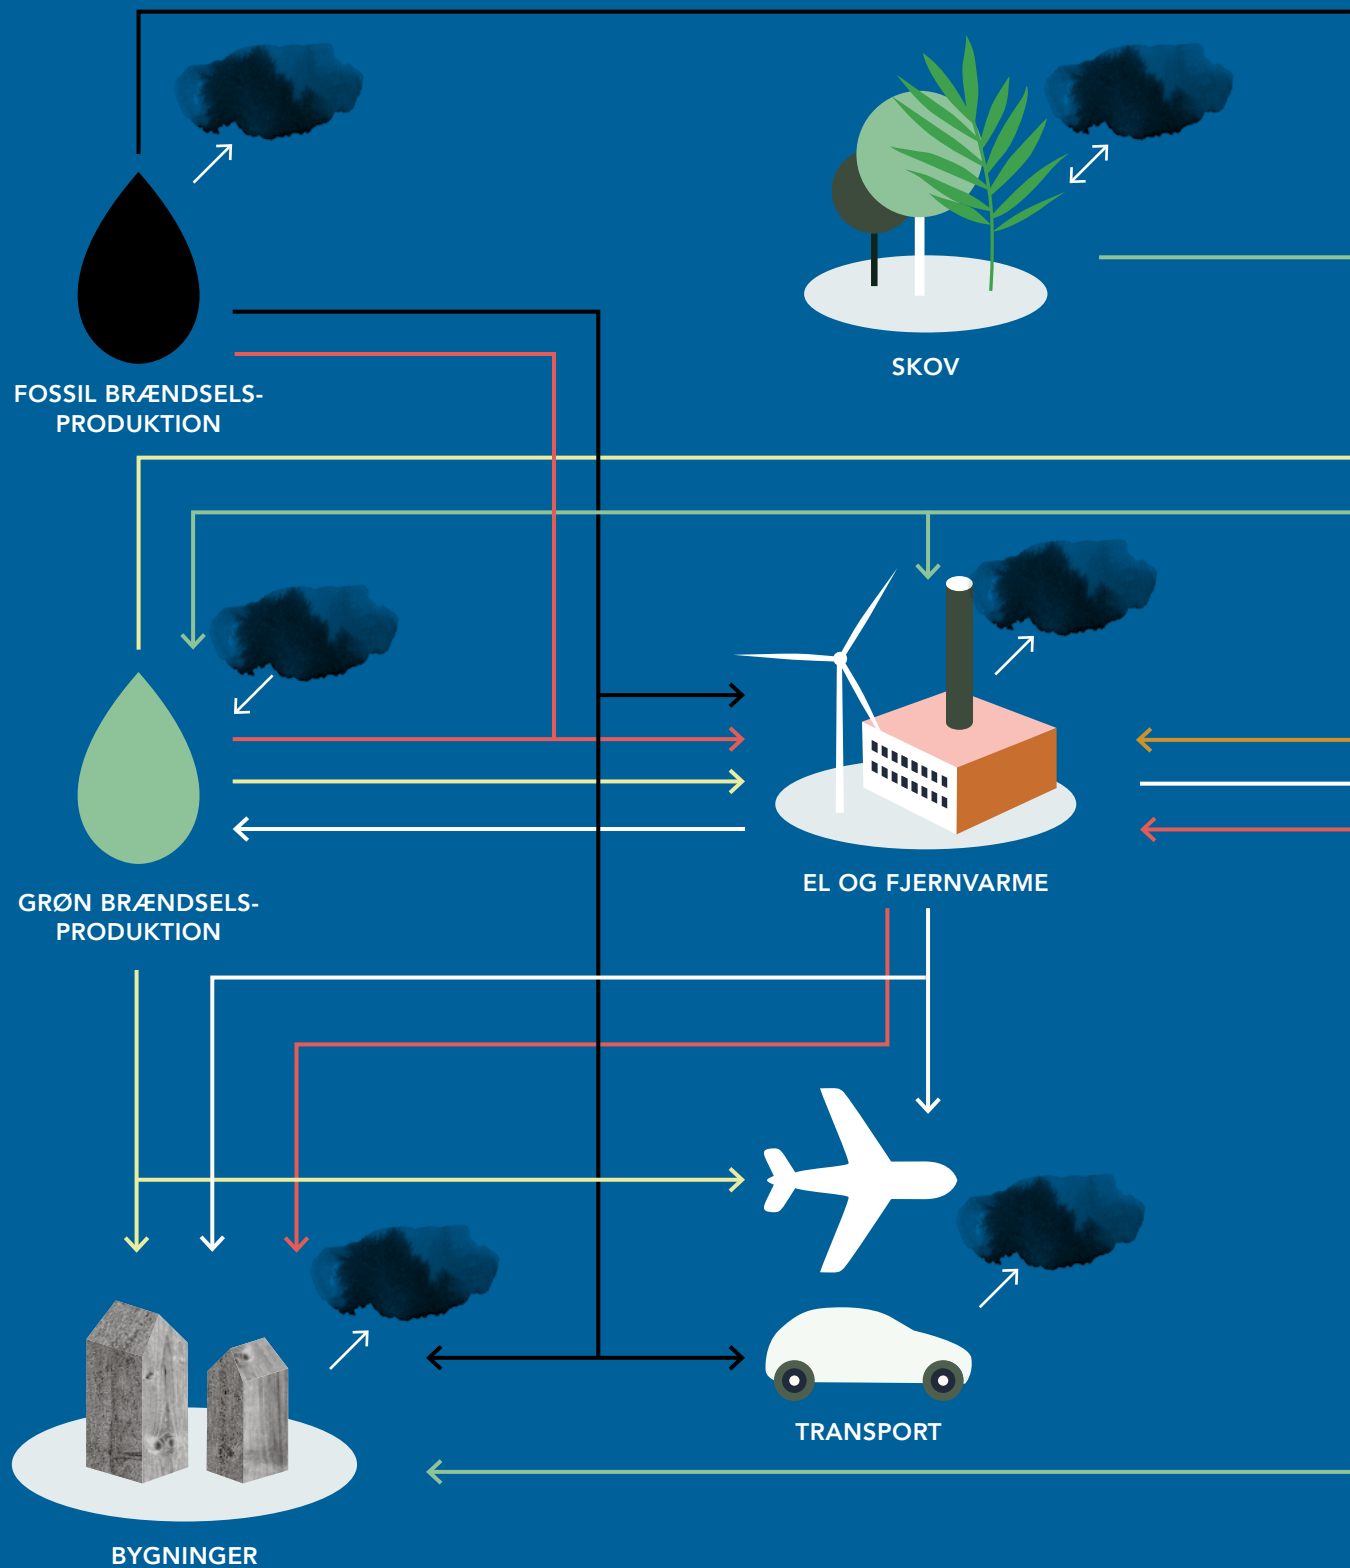 SKOV
FOSSIL BRÆNDSELS-
PRODUKTION
EL OG FJERNVARME
GRØN BRÆNDSELS-
PRODUKTION
TRANSPORT
BYGNINGER